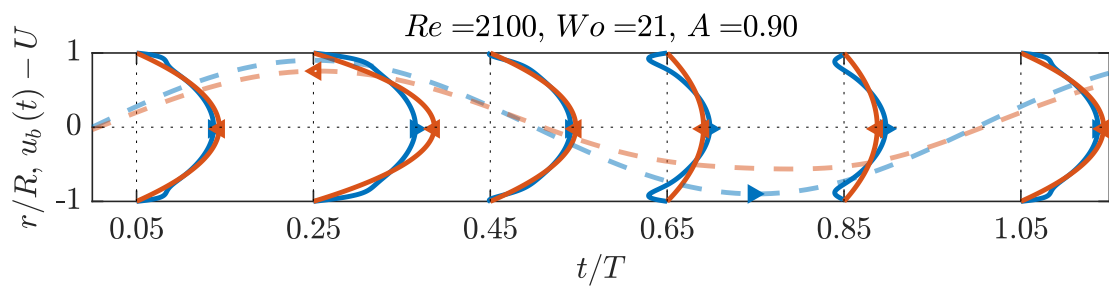 Re =2100, Wo =21, A =0.90
r/R, u_b(t) − U
1
0
-1
0.05 0.25 0.45 0.65 0.85 1.05
t/T